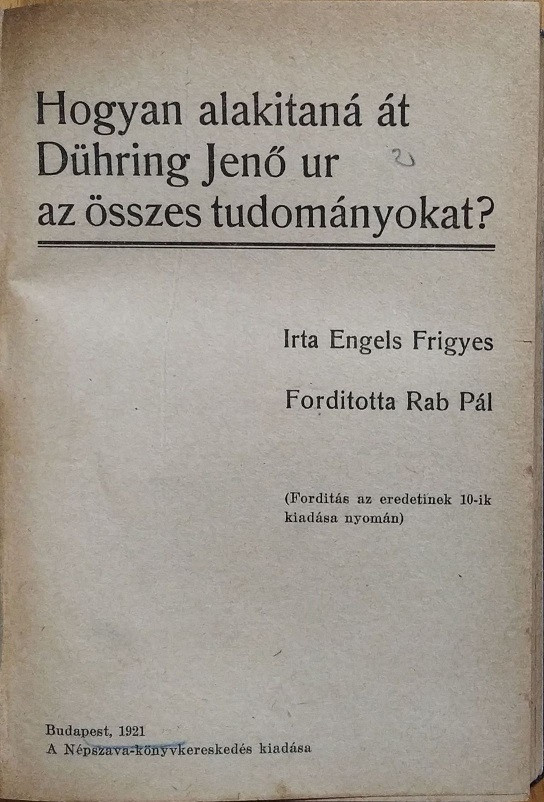 Hogyan alakitaná át
Dühring Jenő ur
az összes tudományokat?
Irta Engels Frigyes
Forditotta Rab Pál
(Forditás az eredetinek 10-ik
kiadása nyomán)
Budapest, 1921
A Népszava-könyvkereskedés kiadása